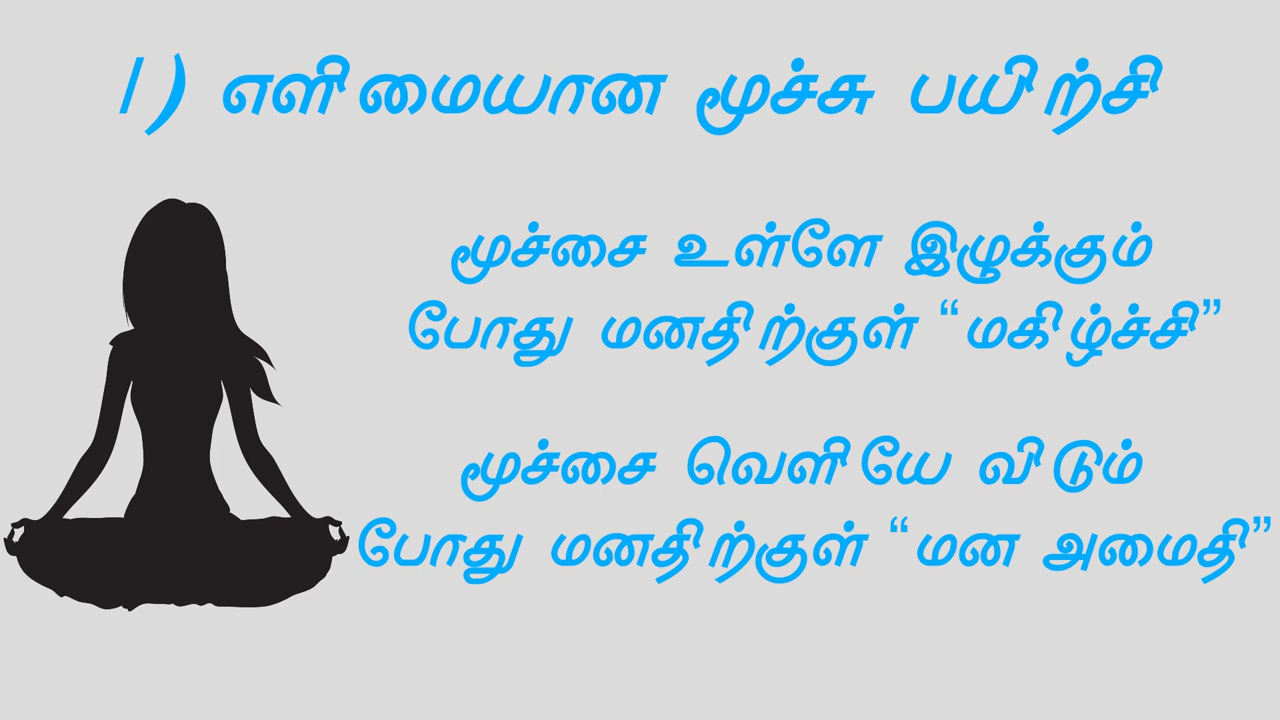 1) எளிமையான மூச்சு பயிற்சி
மூச்சை உள்ளே இழுக்கும்
போது மனதிற்குள் “மகிழ்ச்சி”
மூச்சை வெளியே விடும்
போது மனதிற்குள் “மன அமைதி”